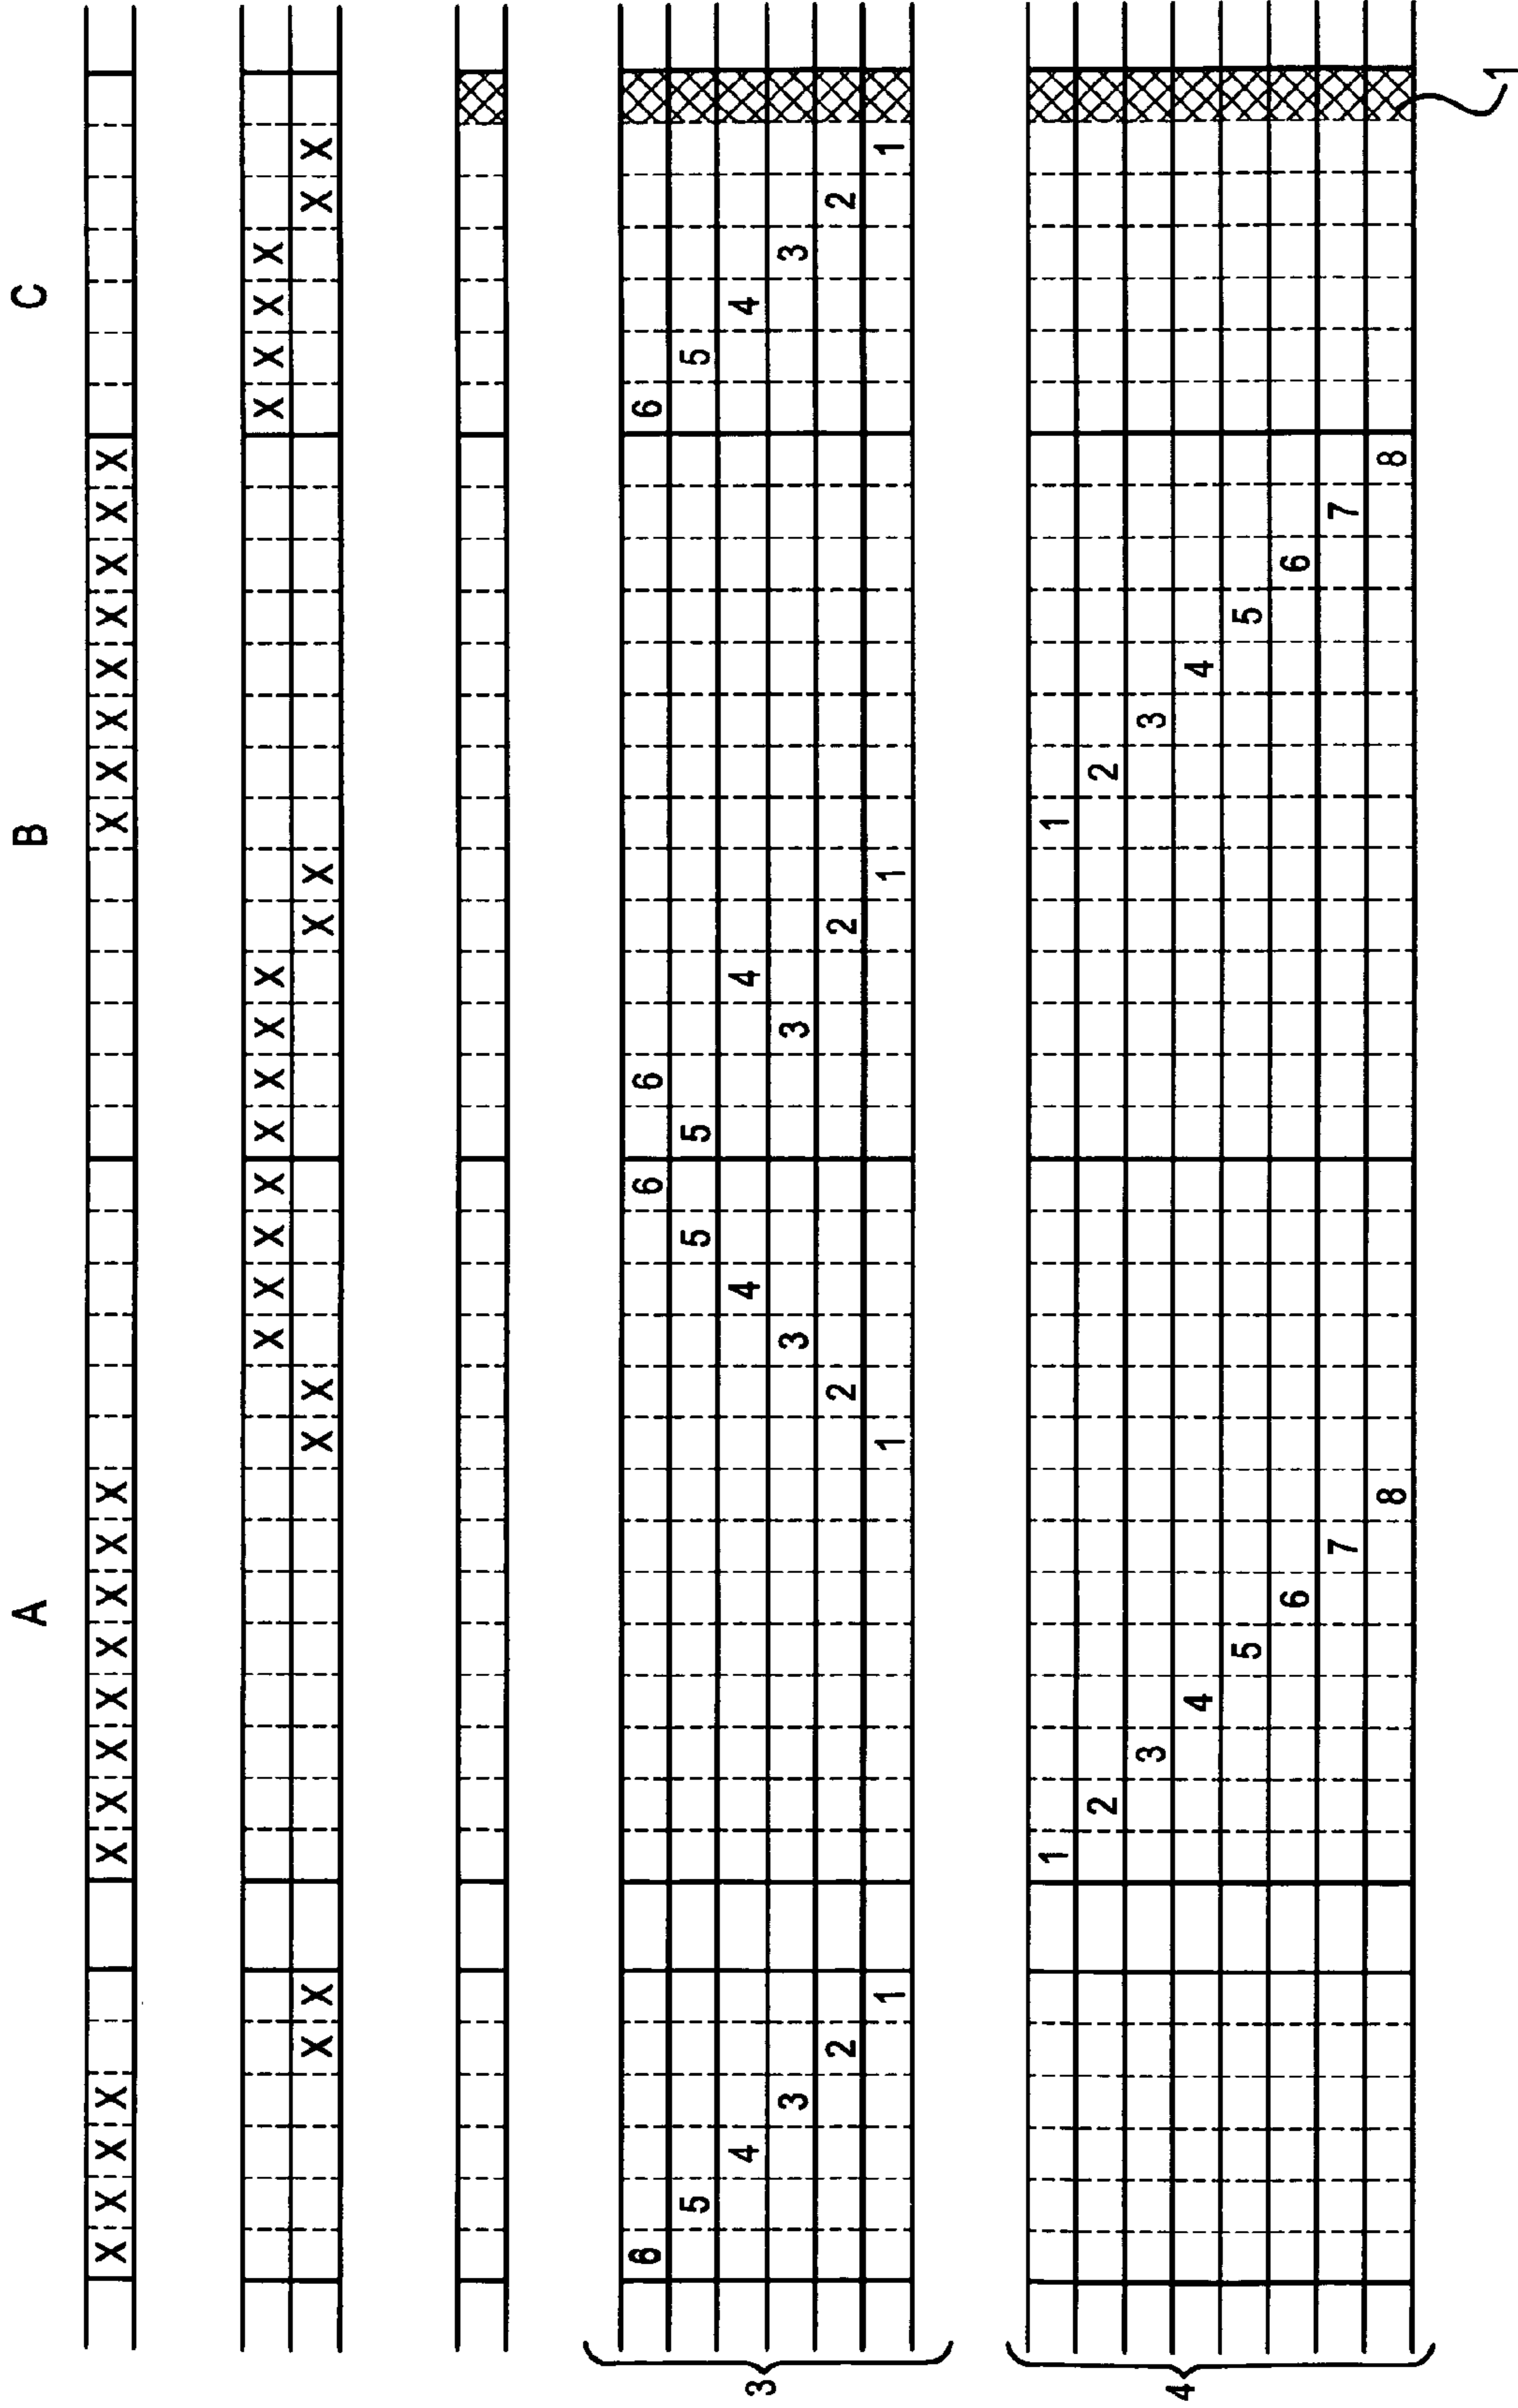 A B C
X X X X X X X X X X X X X X X X X X X X
X X X X X X X X X X X X
X X X X X X X X
6 6 6 6
5 5 5 5
4 4 4 4
3
3 3 3 3
2 2 2 2
1 1 1 1
1 1
2 2
3 3
4
4 4
5 5
6 6
7 7
8 8
1